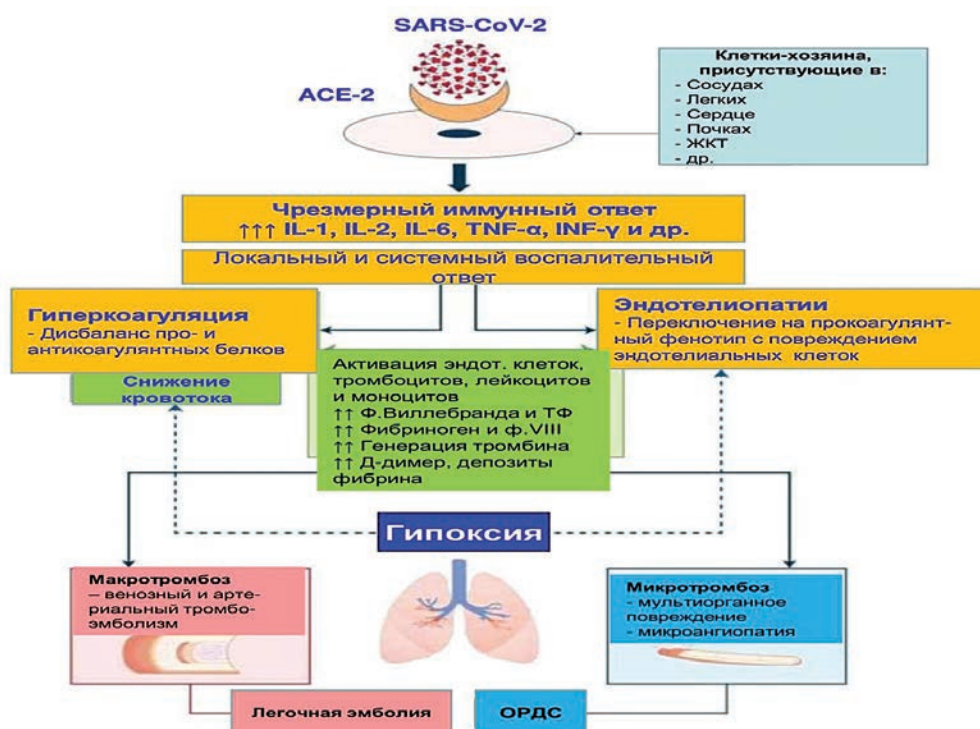 SARS-CoV-2
ACE-2
Клетки-хозяина,
присутствующие в:
- Сосудах
- Легких
- Сердце
- Почках
- ЖКТ
- др.
Чрезмерный иммунный ответ
↑↑↑ IL-1, IL-2, IL-6, TNF-α, INF-γ и др.
Локальный и системный воспалительный
ответ
Гиперкоагуляция
- Дисбаланс про- и
антикоагулянтных белков
Снижение
кровотока
Эндотелиопатии
- Переключение на прокоагулянт-
ный фенотип с повреждением
эндотелиальных клеток
Активация эндот. клеток,
тромбоцитов, лейкоцитов
и моноцитов
↑↑ Ф.Виллебранда и ТФ
↑↑ Фибриноген и ф.VIII
↑↑ Генерация тромбина
↑↑ Д-димер, депозиты
фибрина
Гипоксия
Макротромбоз
– венозный и арте-
риальный тромбо-
эмболизм
Микротромбоз
- мультиорганное
повреждение
-микроангиопатия
Легочная эмболия
ОРДС